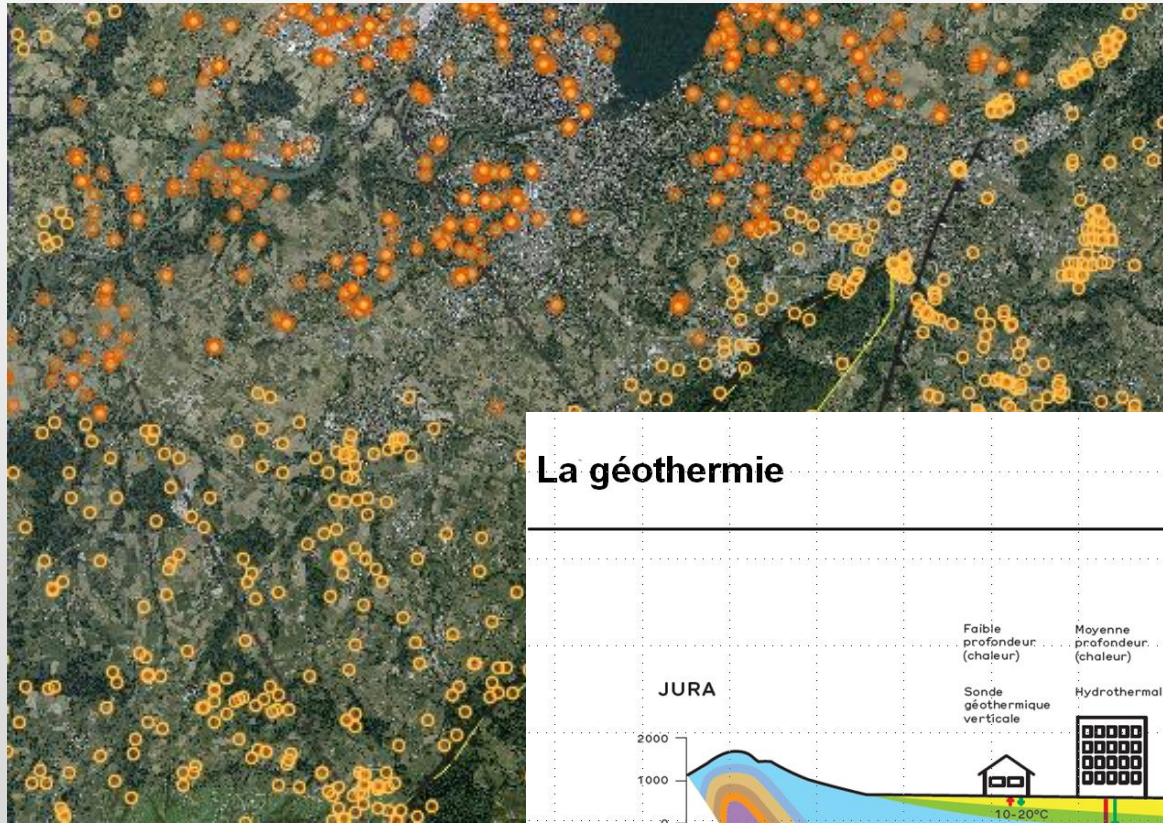 La géothermie
Faible
profondeur
(chaleur)
Moyenne
profondeur
(chaleur)
JURA
Sonde
géothermique
verticale
Hydrothermal
2000
1000
10-20°C